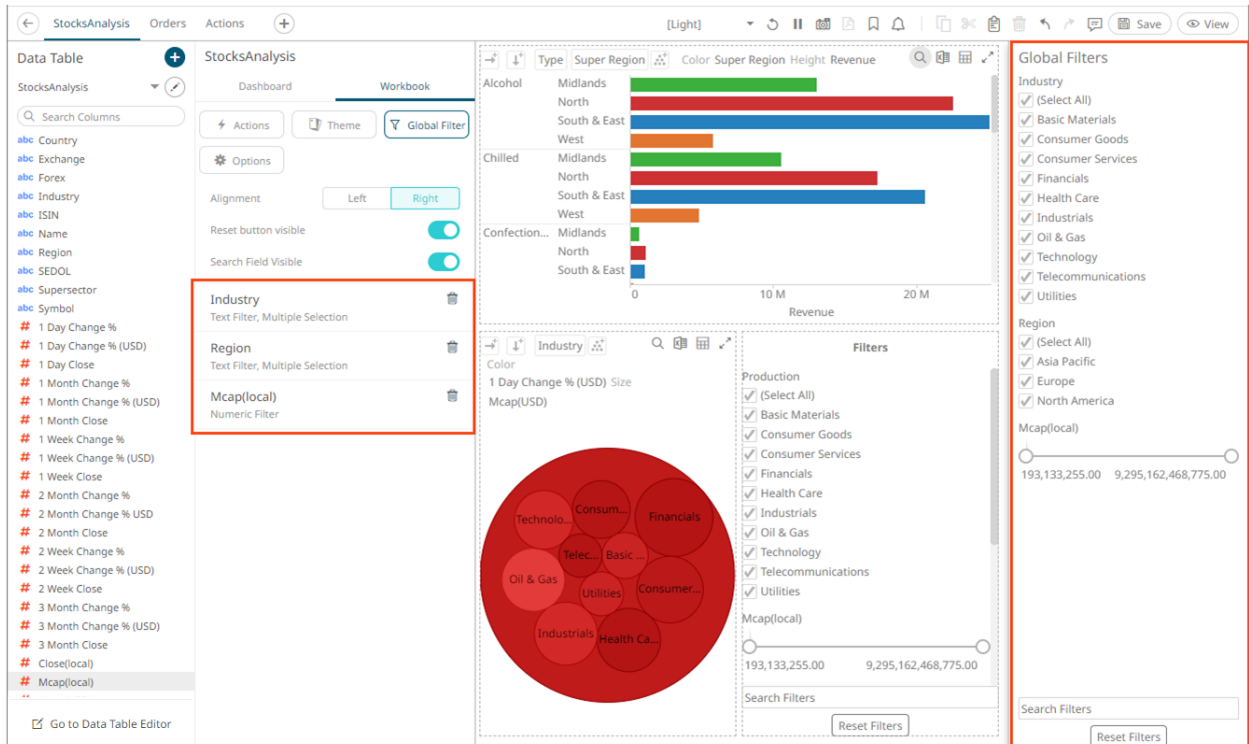 StocksAnalysis Orders Actions
[Light] Save View
Data Table
StocksAnalysis
Search Columns
abc Country
abc Exchange
abc Forex
abc Industry
abc ISIN
abc Name
abc Region
abc SEDOL
abc Supersector
abc Symbol
# 1 Day Change %
# 1 Day Change % (USD)
# 1 Day Close
# 1 Month Change %
# 1 Month Change % (USD)
# 1 Month Close
# 1 Week Change %
# 1 Week Change % (USD)
# 1 Week Close
# 2 Month Change %
# 2 Month Change % USD
# 2 Month Close
# 2 Week Change %
# 2 Week Change % (USD)
# 2 Week Close
# 3 Month Change %
# 3 Month Change % (USD)
# 3 Month Close
# Close(local)
# Mcap(local)
Go to Data Table Editor
StocksAnalysis
Dashboard Workbook
Actions Theme Global Filter
Options
Alignment Left Right
Reset button visible
Search Field Visible
Industry
Text Filter, Multiple Selection
Region
Text Filter, Multiple Selection
Mcap(local)
Numeric Filter
Type Super Region Color Super Region Height Revenue
Alcohol Midlands
North
South & East
West
Chilled Midlands
North
South & East
West
Confection... Midlands
North
South & East
0 10 M 20 M
Revenue
Industry
Color
1 Day Change % (USD) Size
Mcap(USD)
Technolo...
Consum...
Financials
Telec...
Basic ...
Oil & Gas
Utilities
Consumer...
Industrials
Health Ca...
Filters
Production
(Select All)
Basic Materials
Consumer Goods
Consumer Services
Financials
Health Care
Industrials
Oil & Gas
Technology
Telecommunications
Utilities
Mcap(local)
193,133,255.00 9,295,162,468,775.00
Search Filters
Reset Filters
Global Filters
Industry
(Select All)
Basic Materials
Consumer Goods
Consumer Services
Financials
Health Care
Industrials
Oil & Gas
Technology
Telecommunications
Utilities
Region
(Select All)
Asia Pacific
Europe
North America
Mcap(local)
193,133,255.00 9,295,162,468,775.00
Search Filters
Reset Filters